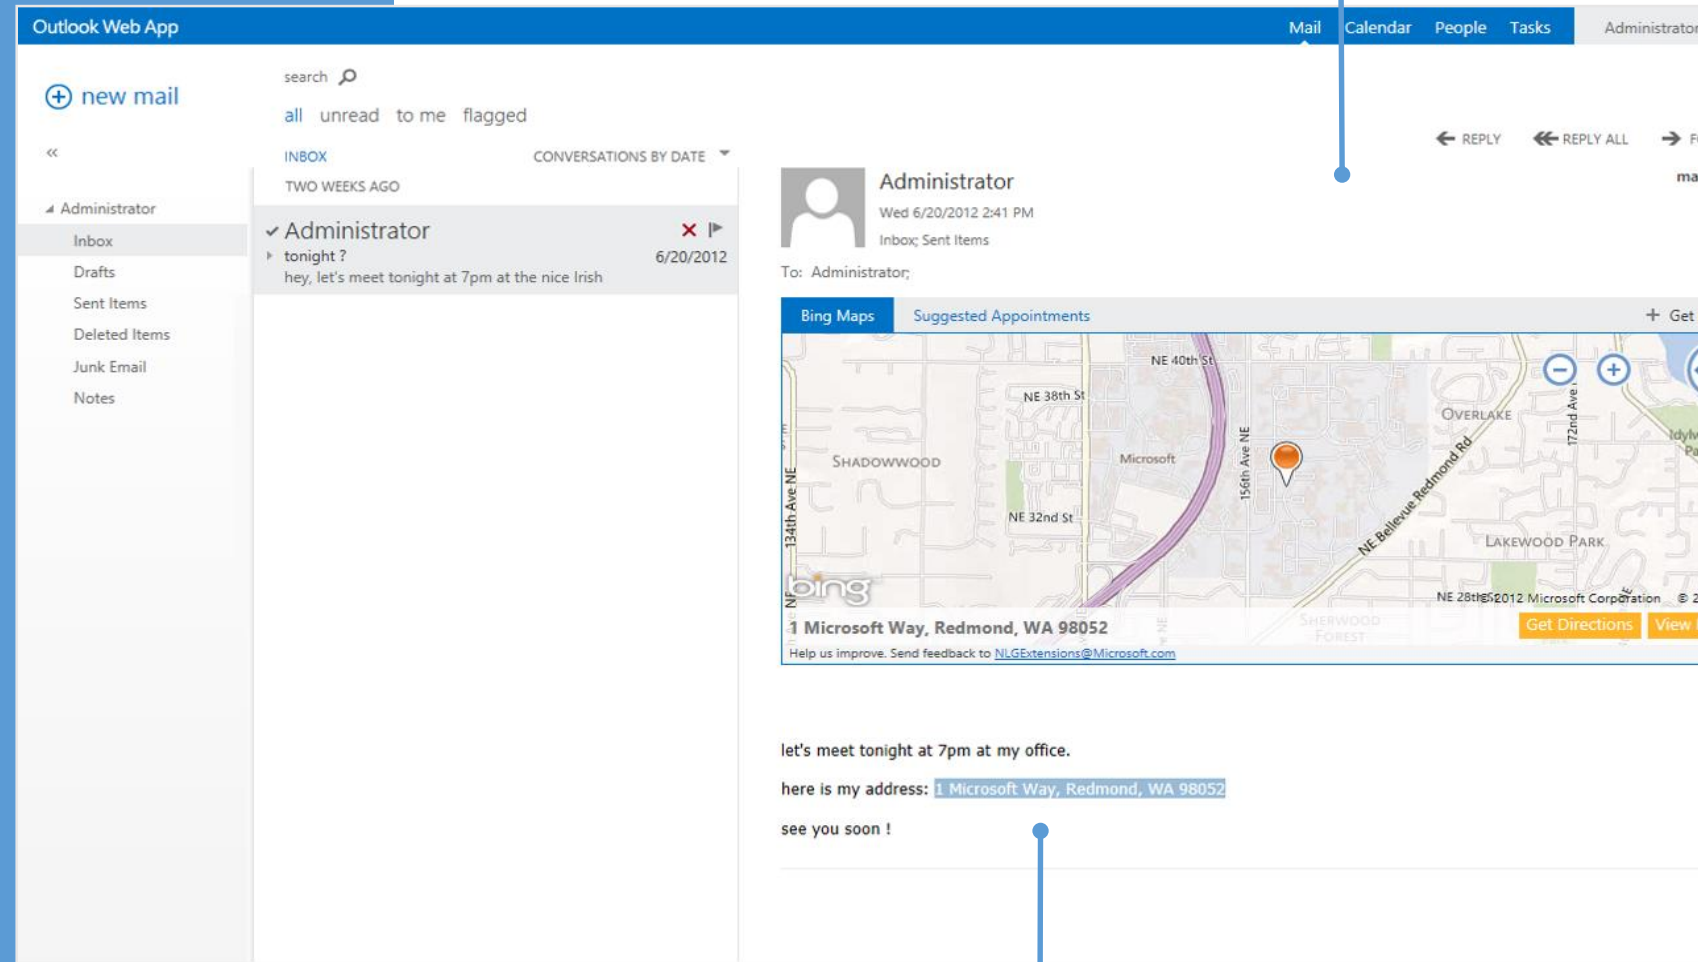 Outlook Web App
Mail Calendar People Tasks Administrator
new mail
search
all unread to me flagged
INBOX CONVERSATIONS BY DATE
TWO WEEKS AGO
Administrator
Inbox
Drafts
Sent Items
Deleted Items
Junk Email
Notes
Administrator
tonight ? 6/20/2012
hey, let's meet tonight at 7pm at the nice Irish
REPLY REPLY ALL
Administrator
Wed 6/20/2012 2:41 PM
Inbox; Sent Items
To: Administrator;
Bing Maps Suggested Appointments + Get
NE 40th St
NE 38th St
OVERLAKE
172nd Ave
SHADOWWOOD
Microsoft
156th Ave NE
134th Ave NE
NE 32nd St
NE Bellevue Redmond Rd
LAKEWOOD PARK
bing
NE 28th St
©2012 Microsoft Corporation © 2
SHERWOOD
FOREST
1 Microsoft Way, Redmond, WA 98052
Get Directions View
Help us improve. Send feedback to NLGExtensions@Microsoft.com
let's meet tonight at 7pm at my office.
here is my address: 1 Microsoft Way, Redmond, WA 98052
see you soon !